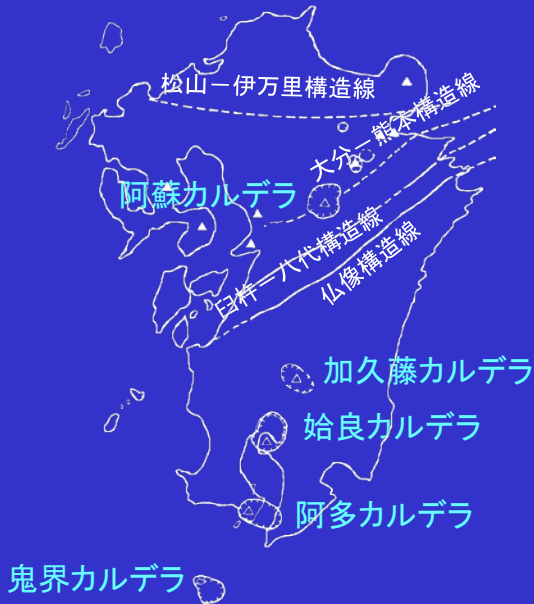 松山－伊万里構造線
大分－熊本構造線
阿蘇カルデラ
臼杵－八代構造線
仏像構造線
加久藤カルデラ
姶良カルデラ
阿多カルデラ
鬼界カルデラ